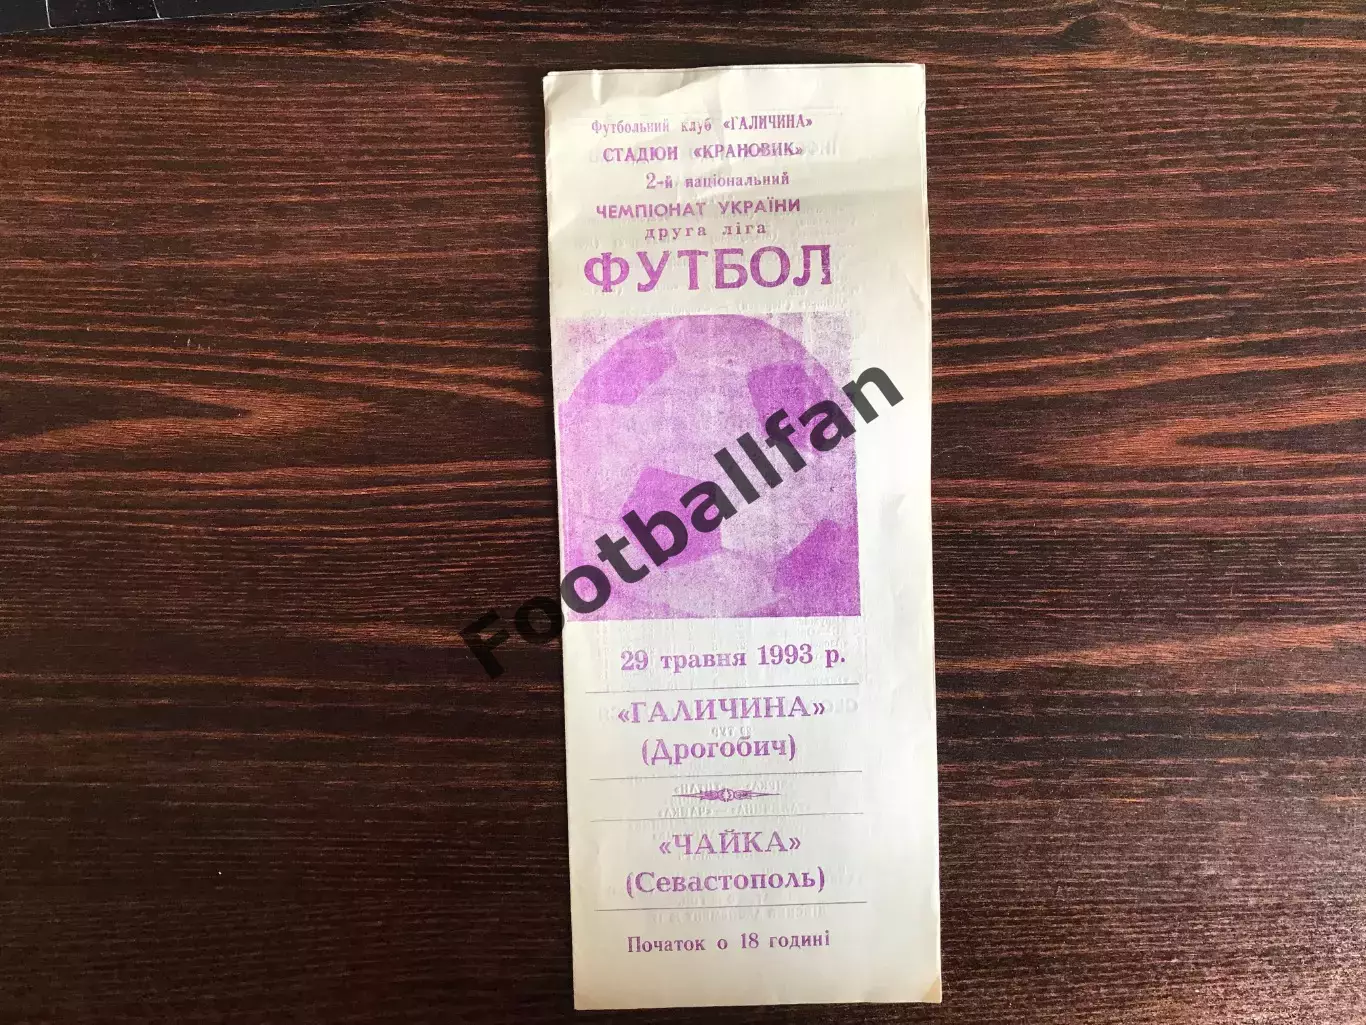 Футбольний клуб «ГАЛИЧИНА»
СТАДІОН «КРАНОВИК»
2-й національний
ЧЕМПІОНАТ УКРАЇНИ
друга ліга
ФУТБОЛ
Footballfan
29 травня 1993 р.
«ГАЛИЧИНА»
(Дрогобич)
«ЧАЙКА»
(Севастополь)
Початок о 18 годині